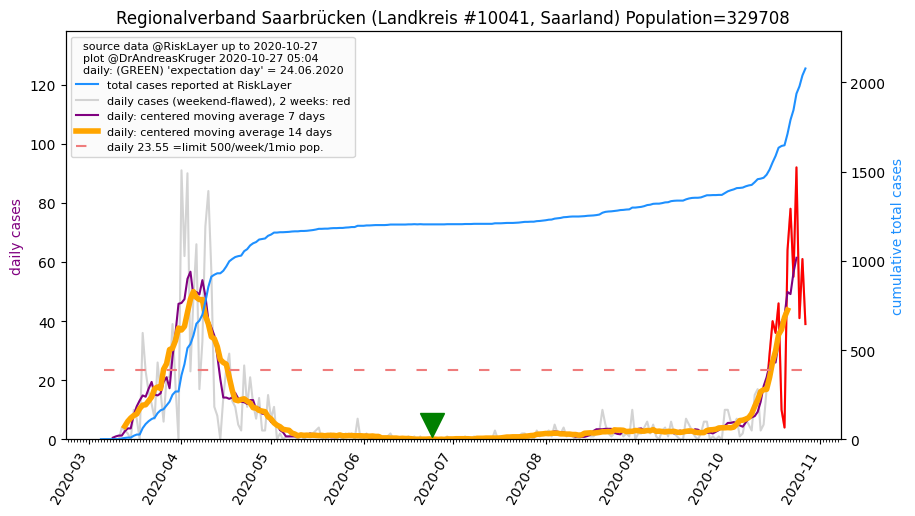 Regionalverband Saarbrücken (Landkreis #10041, Saarland) Population=329708
source data @RiskLayer up to 2020-10-27
plot @DrAndreasKruger 2020-10-27 05:04
daily: (GREEN) 'expectation day' = 24.06.2020
total cases reported at RiskLayer
daily cases (weekend-flawed), 2 weeks: red
daily: centered moving average 7 days
daily: centered moving average 14 days
daily 23.55 =limit 500/week/1mio pop.
daily cases
120
100
80
60
40
20
0
cumulative total cases
2000
1500
1000
500
0
2020-03
2020-04
2020-05
2020-06
2020-07
2020-08
2020-09
2020-10
2020-11